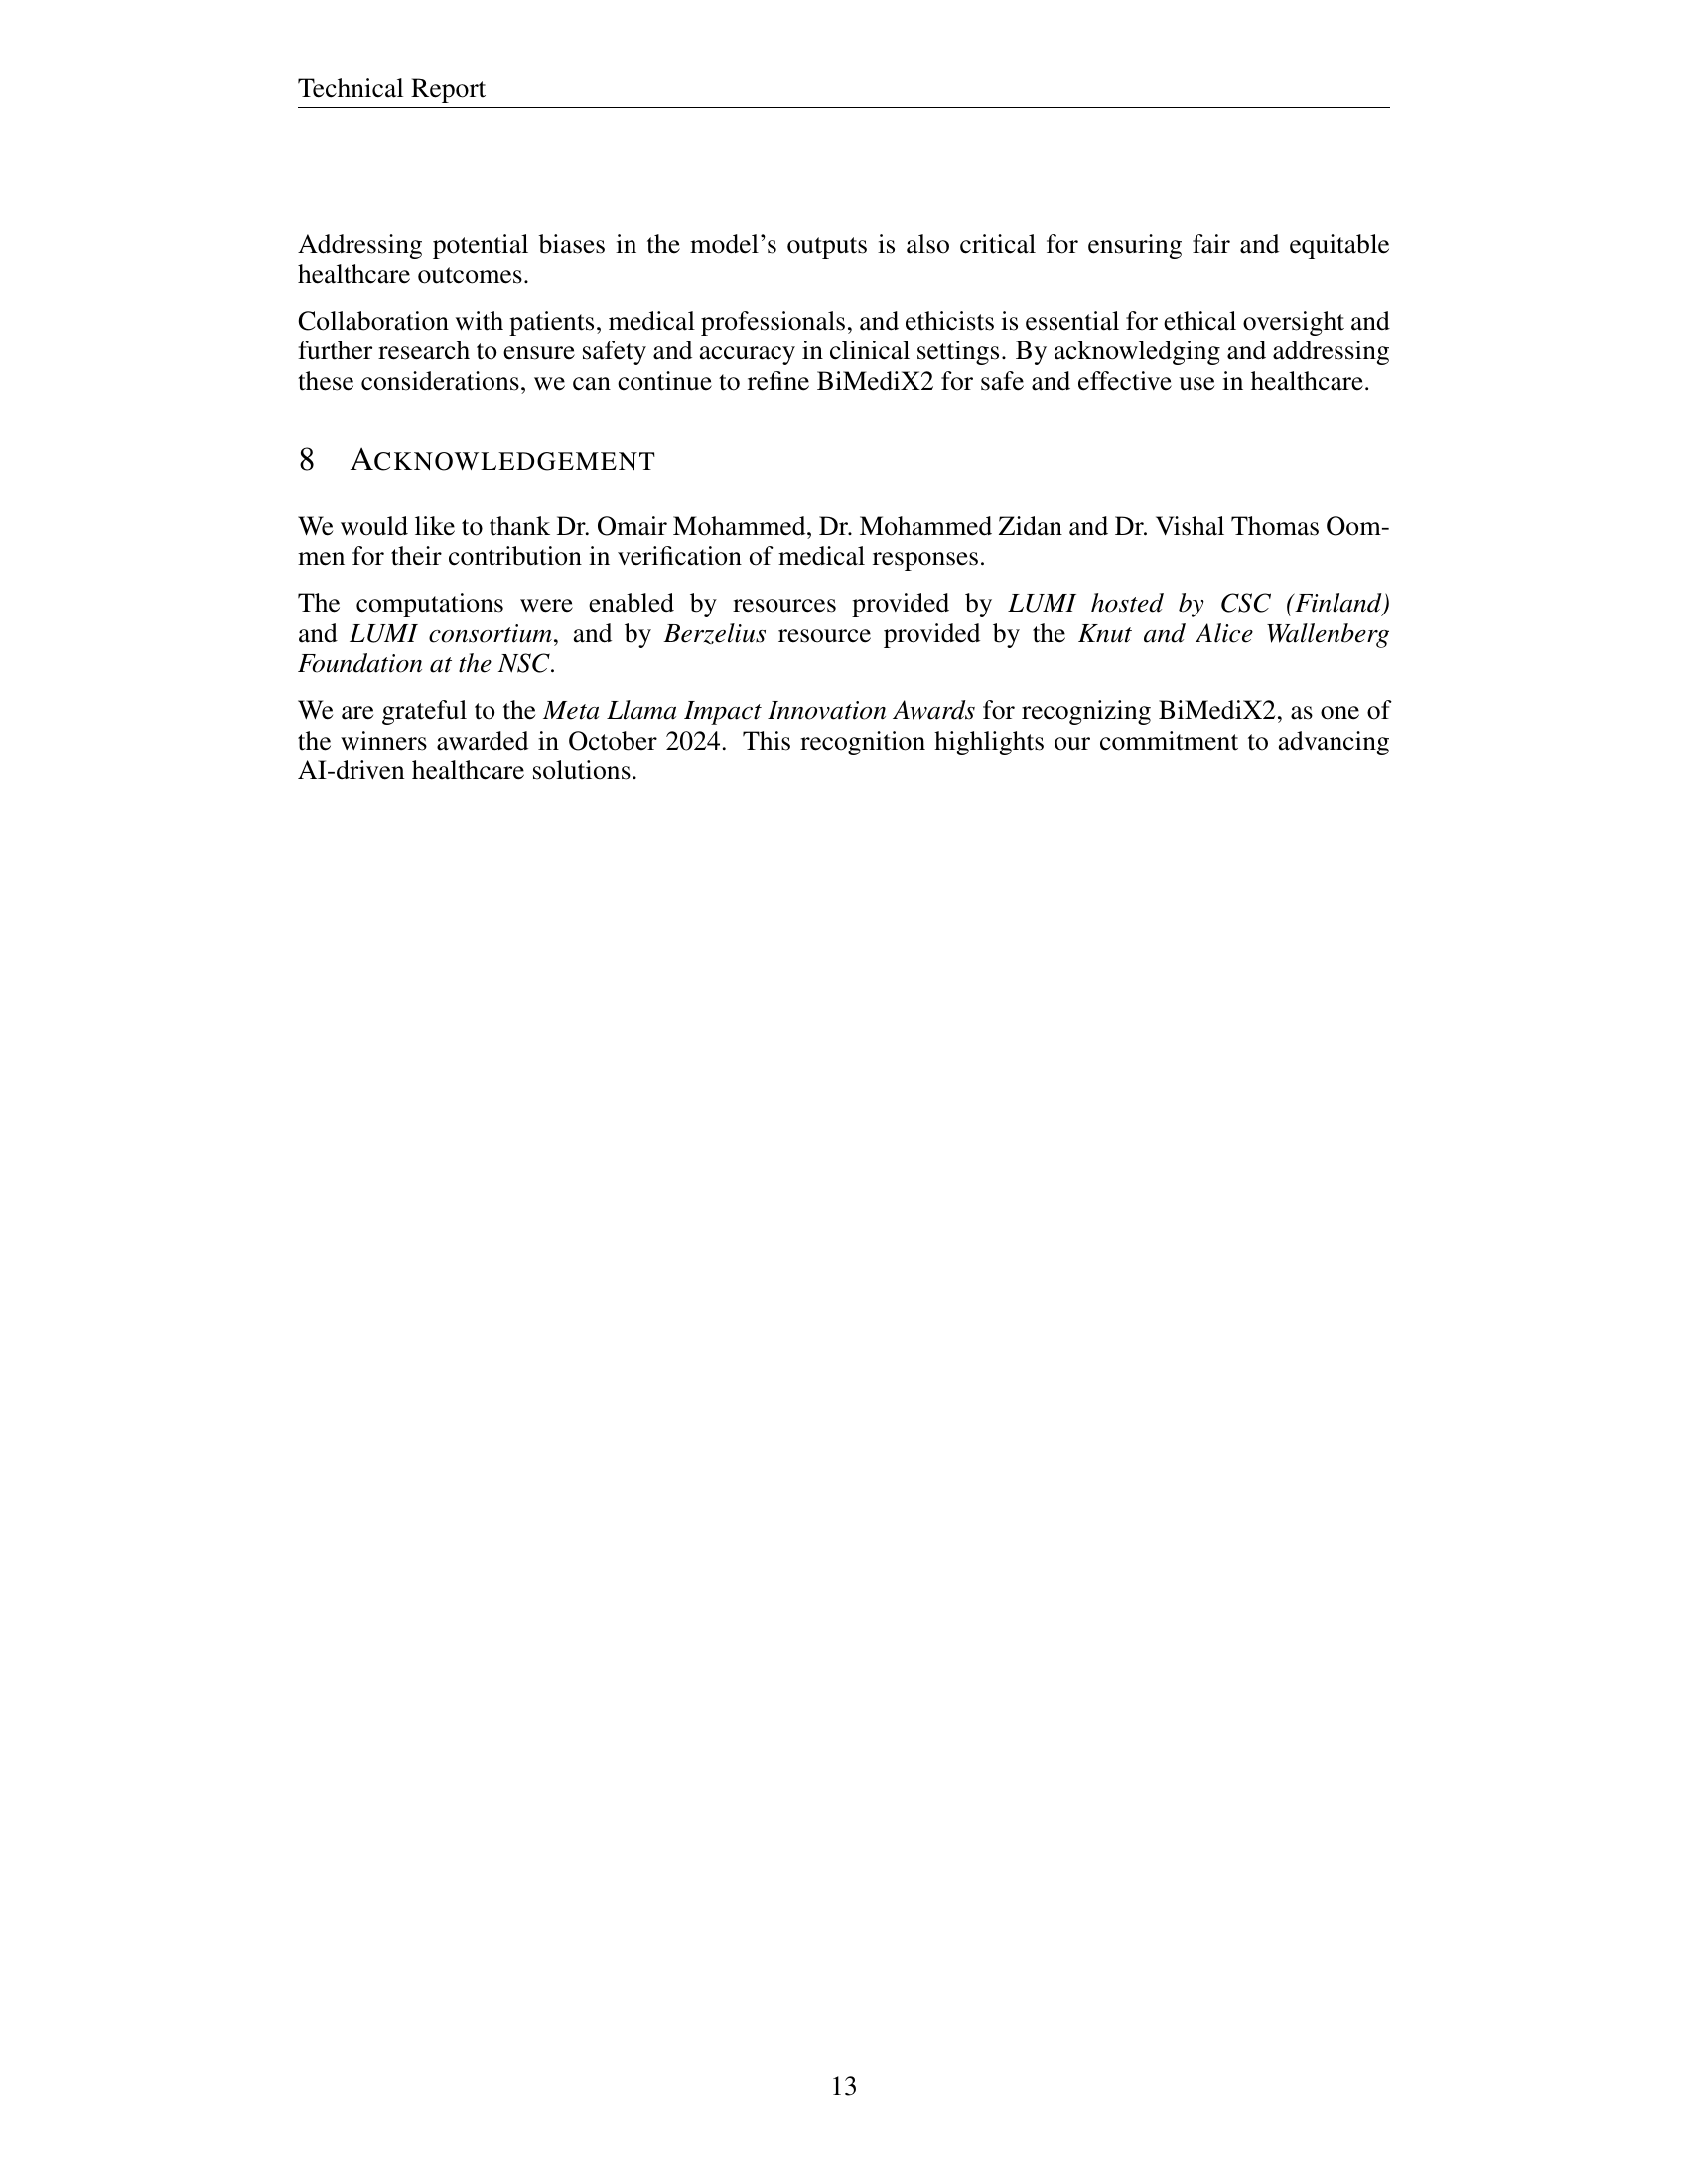 Technical Report
Addressing potential biases in the model's outputs is also critical for ensuring fair and equitable
healthcare outcomes.
Collaboration with patients, medical professionals, and ethicists is essential for ethical oversight and
further research to ensure safety and accuracy in clinical settings. By acknowledging and addressing
these considerations, we can continue to refine BiMediX2 for safe and effective use in healthcare.
8 ACKNOWLEDGEMENT
We would like to thank Dr. Omair Mohammed, Dr. Mohammed Zidan and Dr. Vishal Thomas Oom-
men for their contribution in verification of medical responses.
The computations were enabled by resources provided by LUMI hosted by CSC (Finland)
and LUMI consortium, and by Berzelius resource provided by the Knut and Alice Wallenberg
Foundation at the NSC.
We are grateful to the Meta Llama Impact Innovation Awards for recognizing BiMediX2, as one of
the winners awarded in October 2024. This recognition highlights our commitment to advancing
AI-driven healthcare solutions.
13